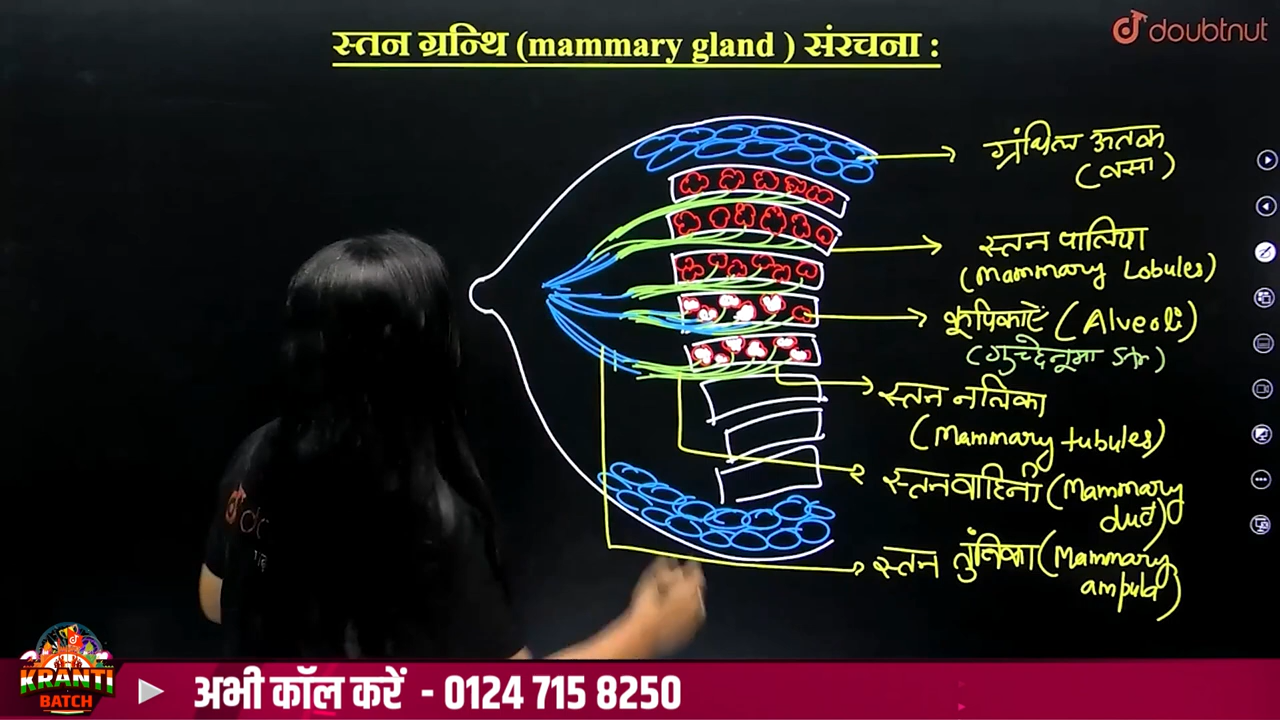 doubtnut
स्तन ग्रन्थि (mammary gland ) संरचना :
ग्रंथिल ऊतक
(वसा)
स्तन पालिया
(Mammary Lobules)
कूपिकाऐं (Alveoli)
(गुच्छेनूमा Str)
स्तन नलिका
(Mammary tubules)
स्तनवाहिनी (Mammary
duct)
स्तन तुंबिका (Mammary
ampula)
KRANTI
BATCH
अभी कॉल करें - 0124 715 8250